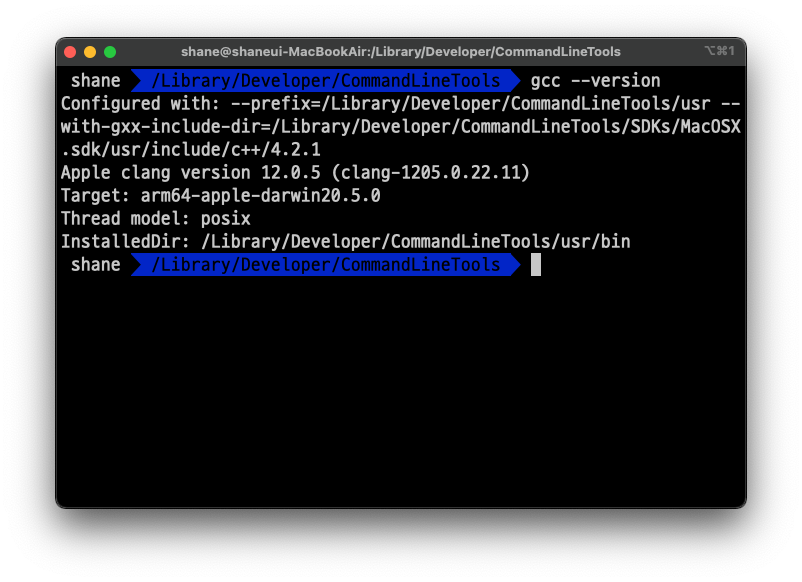 shane@shaneui-MacBookAir:/Library/Developer/CommandLineTools ⌥⌘1
shane /Library/Developer/CommandLineTools gcc --version
Configured with: --prefix=/Library/Developer/CommandLineTools/usr --
with-gxx-include-dir=/Library/Developer/CommandLineTools/SDKs/MacOSX
.sdk/usr/include/c++/4.2.1
Apple clang version 12.0.5 (clang-1205.0.22.11)
Target: arm64-apple-darwin20.5.0
Thread model: posix
InstalledDir: /Library/Developer/CommandLineTools/usr/bin
shane /Library/Developer/CommandLineTools